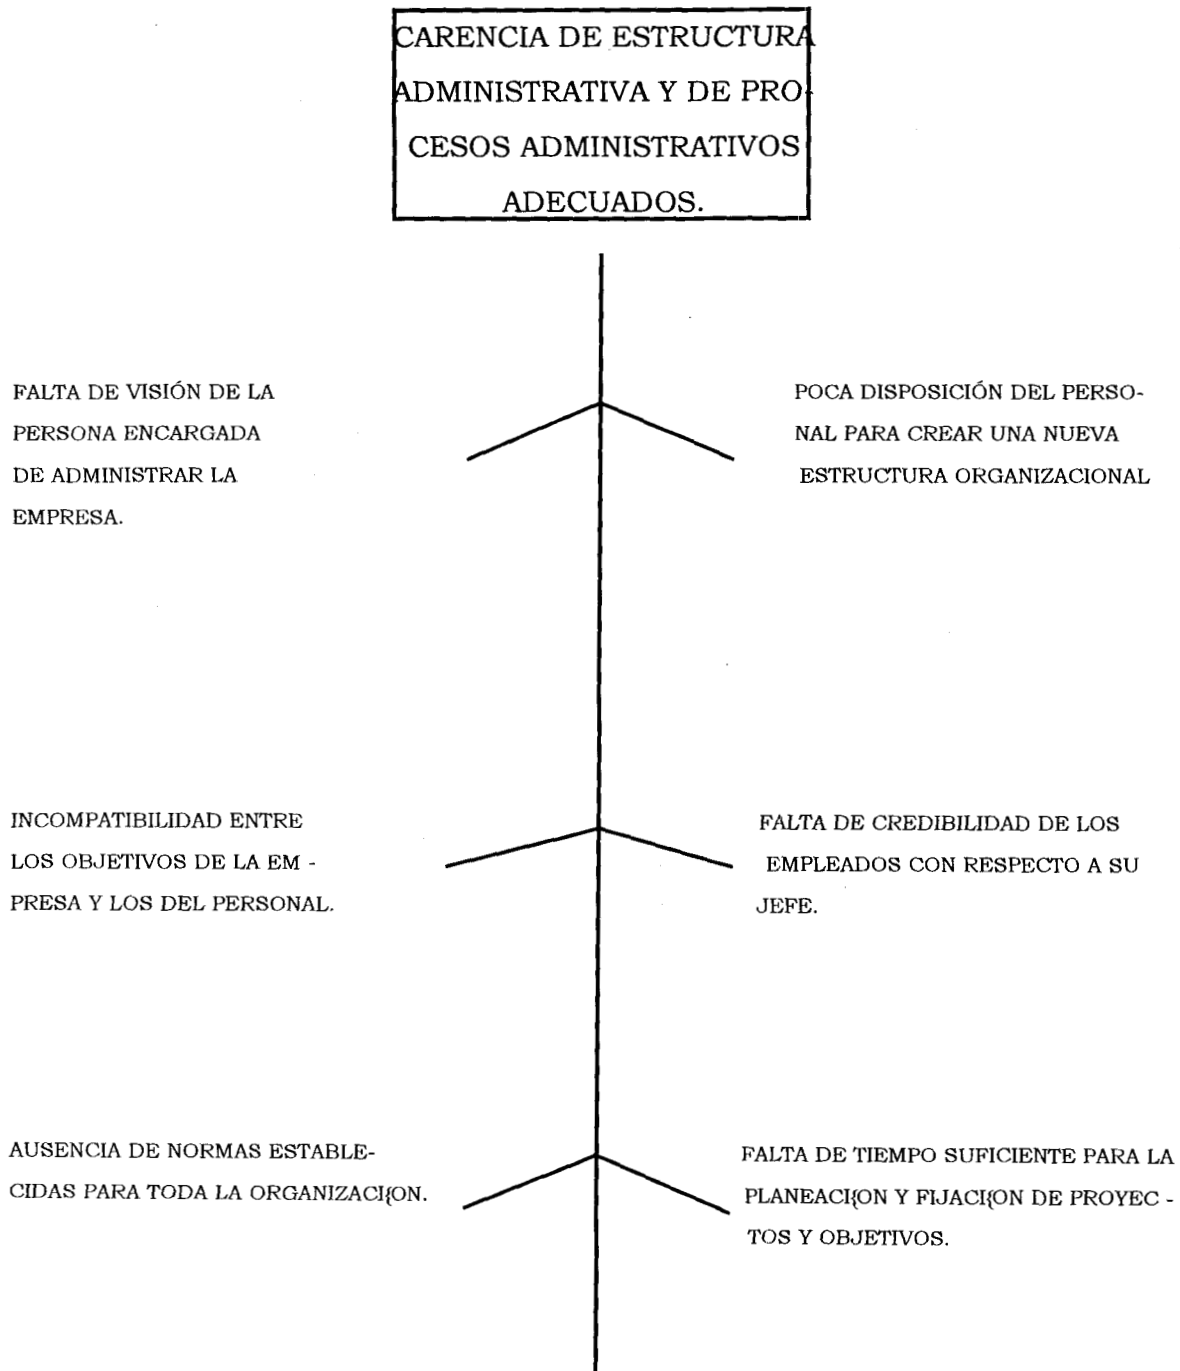 CARENCIA DE ESTRUCTURA
ADMINISTRATIVA Y DE PRO-
CESOS ADMINISTRATIVOS
ADECUADOS.
FALTA DE VISIÓN DE LA
PERSONA ENCARGADA
DE ADMINISTRAR LA
EMPRESA.
POCA DISPOSICIÓN DEL PERSO-
NAL PARA CREAR UNA NUEVA
ESTRUCTURA ORGANIZACIONAL
INCOMPATIBILIDAD ENTRE
LOS OBJETIVOS DE LA EM -
PRESA Y LOS DEL PERSONAL.
FALTA DE CREDIBILIDAD DE LOS
EMPLEADOS CON RESPECTO A SU
JEFE.
AUSENCIA DE NORMAS ESTABLE-
CIDAS PARA TODA LA ORGANIZACI{ON.
FALTA DE TIEMPO SUFICIENTE PARA LA
PLANEACI{ON Y FIJACI{ON DE PROYEC -
TOS Y OBJETIVOS.